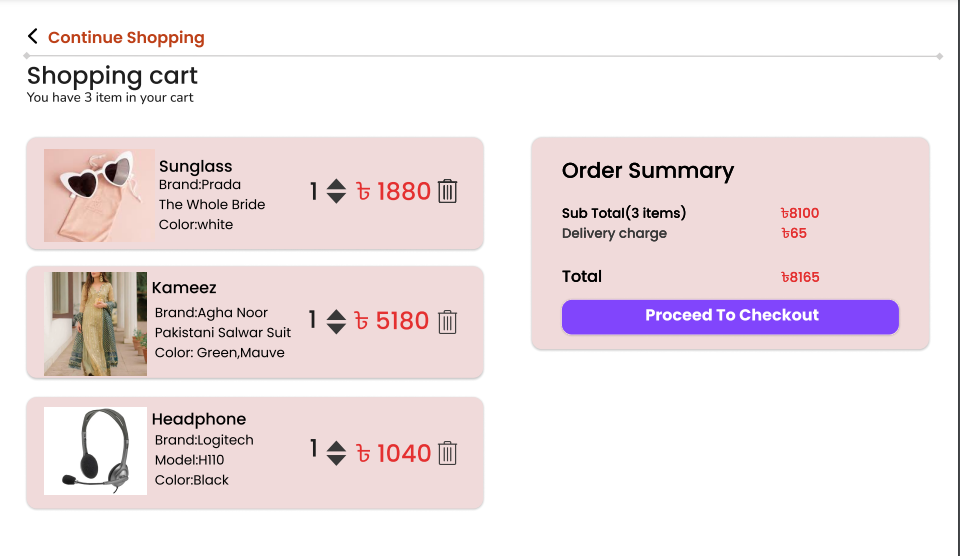 Continue Shopping
Shopping cart
You have 3 item in your cart
Sunglass
Brand:Prada
The Whole Bride
Color:white
1 ৳ 1880
Kameez
Brand:Agha Noor
Pakistani Salwar Suit
Color: Green,Mauve
1 ৳ 5180
Headphone
Brand:Logitech
Model:H110
Color:Black
1 ৳ 1040
Order Summary
Sub Total(3 items) ৳8100
Delivery charge ৳65
Total ৳8165
Proceed To Checkout